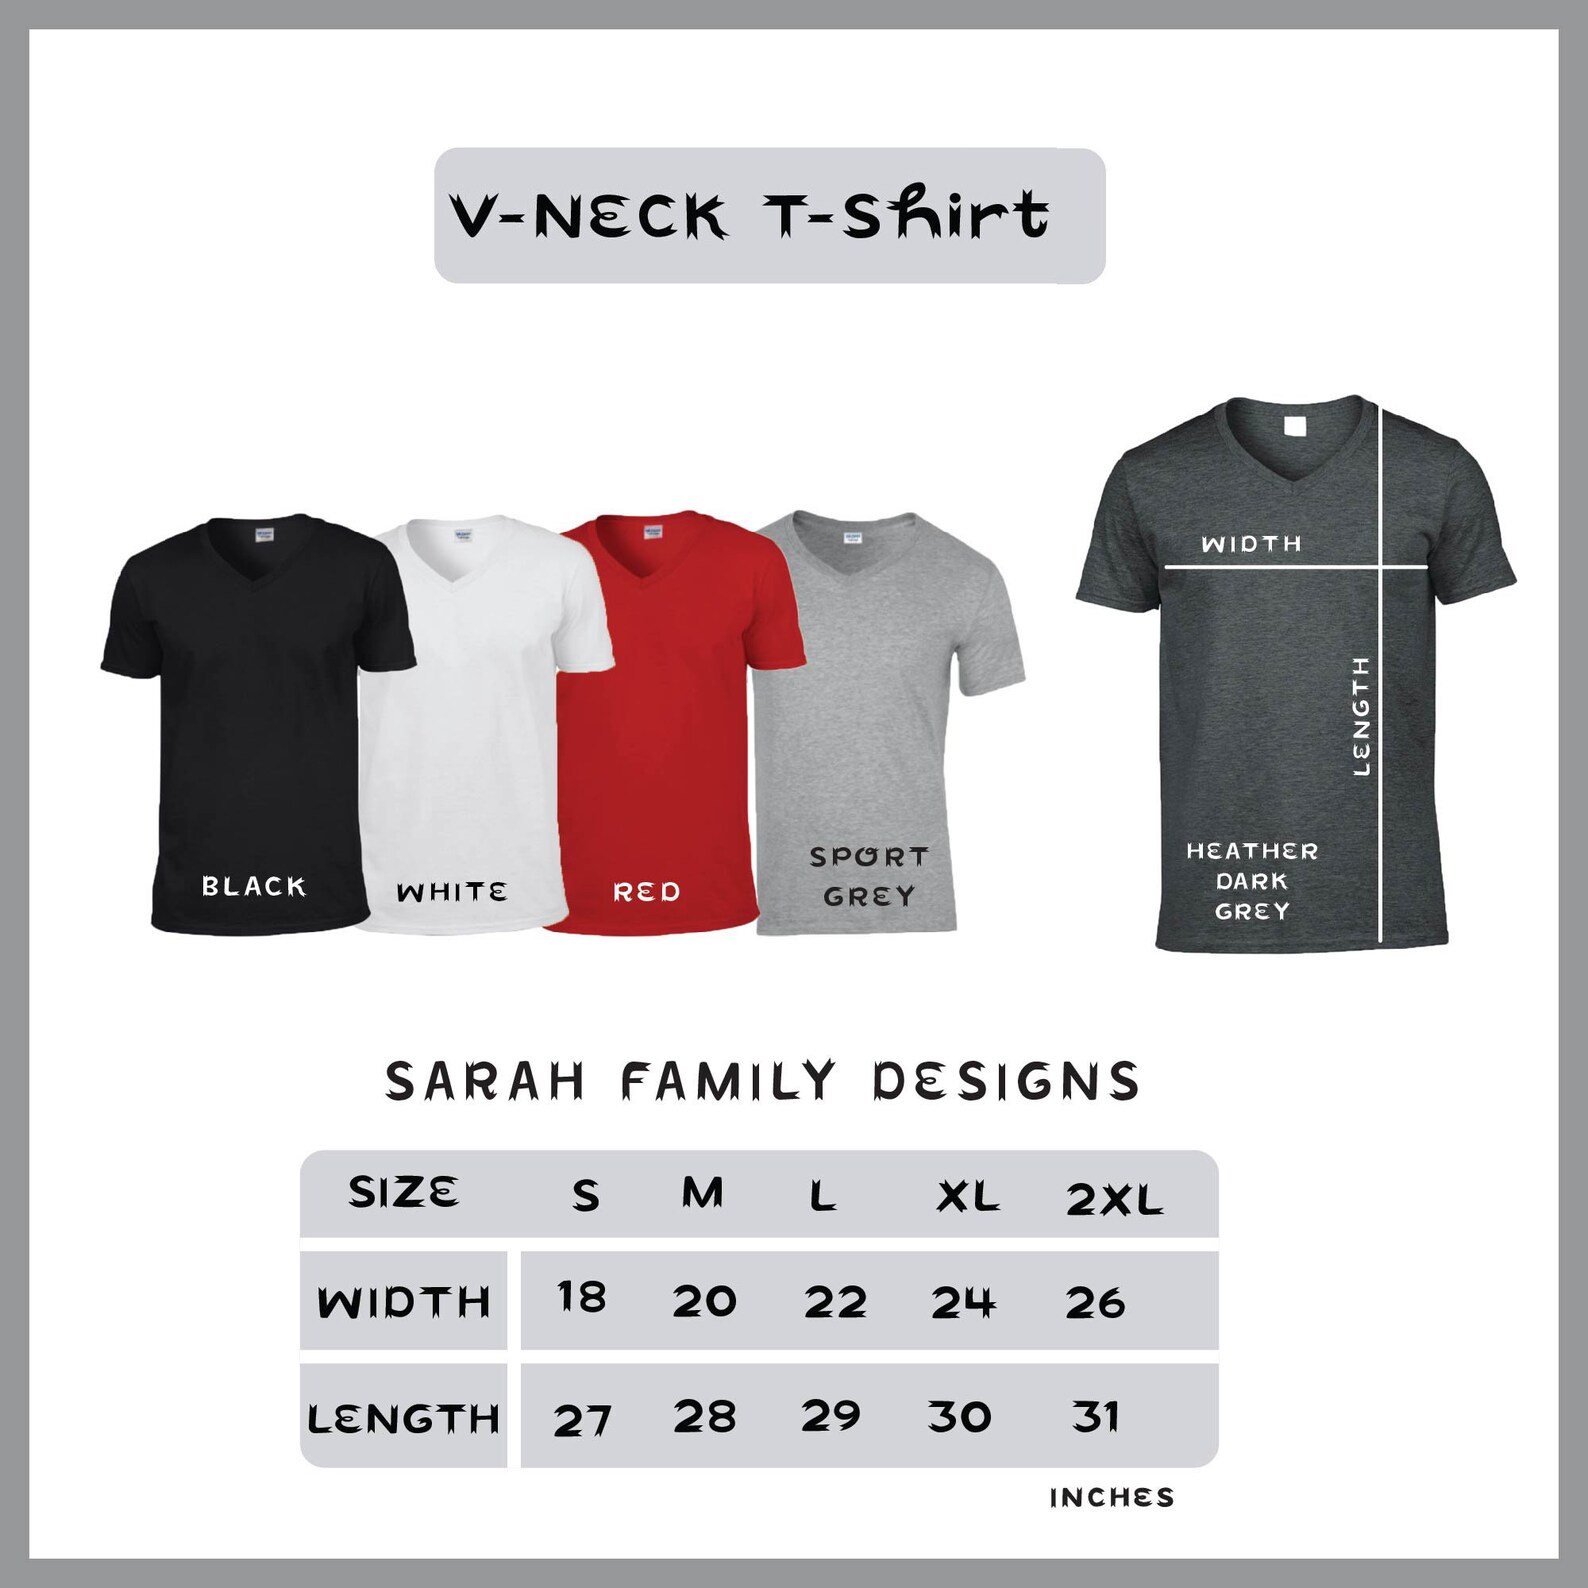 V-NECK T-Shirt
WIDTH
LENGTH
BLACK
WHITE
RED
SPORT
GREY
HEATHER
DARK
GREY
SARAH FAMILY DESIGNS
SIZE S M L XL 2XL
WIDTH 18 20 22 24 26
LENGTH 27 28 29 30 31
INCHES